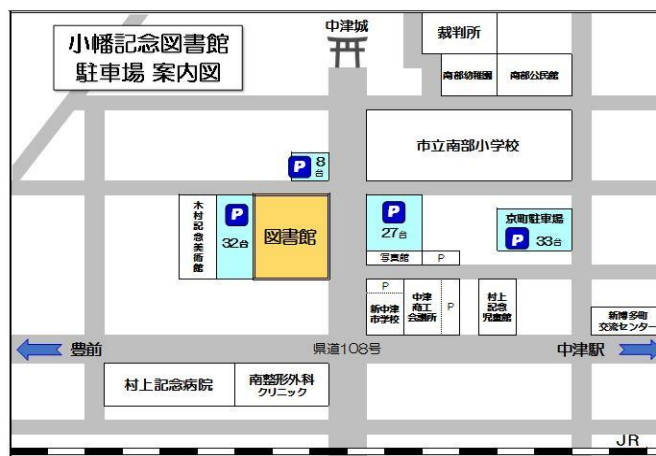 小幡記念図書館
駐車場 案内図
中津城
裁判所
南部幼稚園
南部公民館
市立南部小学校
P 8
台
木村記念美術館
P
32台
図書館
P
27台
写真館
P
京町駐車場
P 33台
P
新中津
市学校
中津
商工
会議所
P
村上
記念
児童館
新博多町
交流センター
豊前
県道108号
中津駅
村上記念病院
南整形外科
クリニック
JR